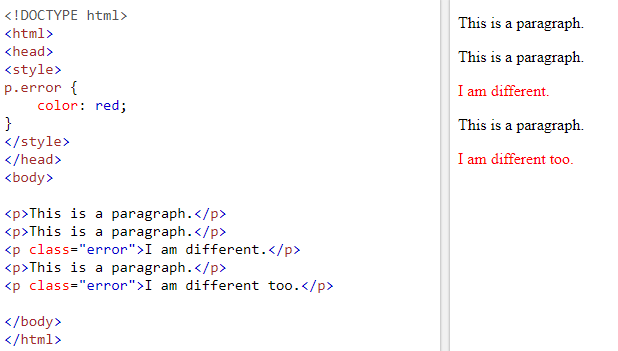 <!DOCTYPE html>
<html>
<head>
<style>
p.error {
    color: red;
}
</style>
</head>
<body>

<p>This is a paragraph.</p>
<p>This is a paragraph.</p>
<p class="error">I am different.</p>
<p>This is a paragraph.</p>
<p class="error">I am different too.</p>

</body>
</html>
This is a paragraph.
This is a paragraph.
I am different.
This is a paragraph.
I am different too.